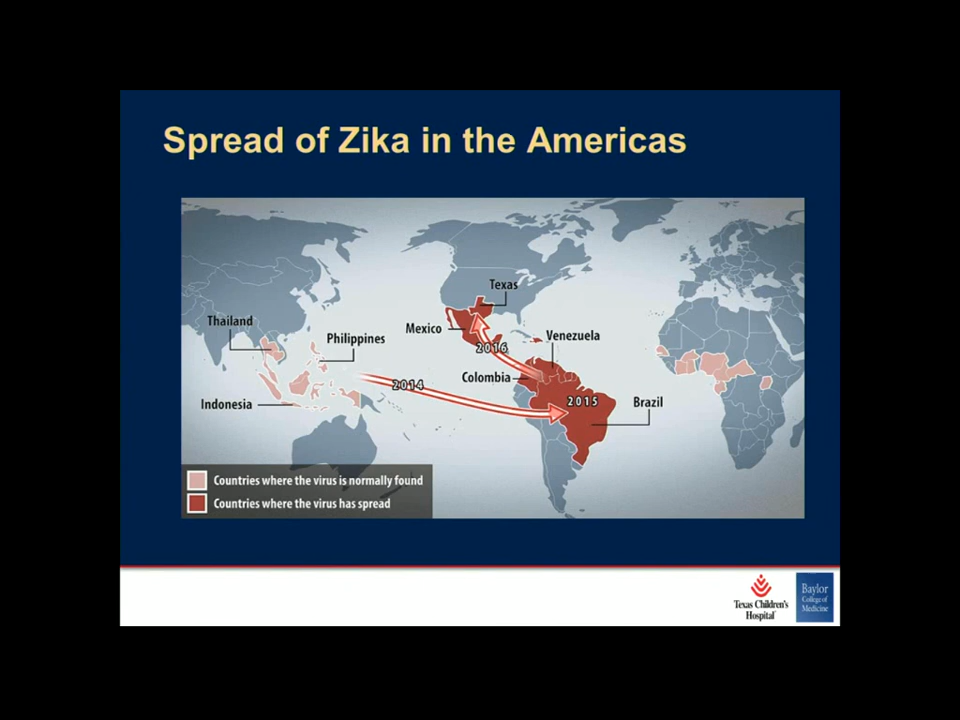 Spread of Zika in the Americas
Texas
Thailand
Philippines
Mexico
Venezuela
2016
Colombia
2014
2015
Indonesia
Brazil
Countries where the virus is normally found
Countries where the virus has spread
Texas Children's
Hospital
Baylor
College of
Medicine